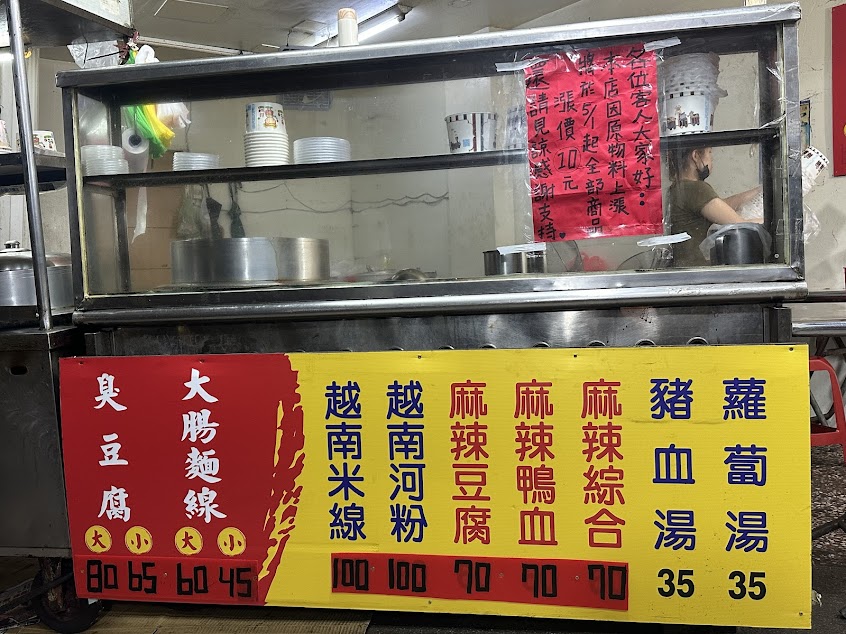 各位客人大家好：
本店因原物料上漲
將於5/1起全部商品
漲價10元
還請見諒感謝支持.
臭豆腐
大 小
80 65
大腸麵線
大 小
60 45
越南米線
100
越南河粉
100
麻辣豆腐
70
麻辣鴨血
70
麻辣綜合
70
豬血湯
35
蘿蔔湯
35